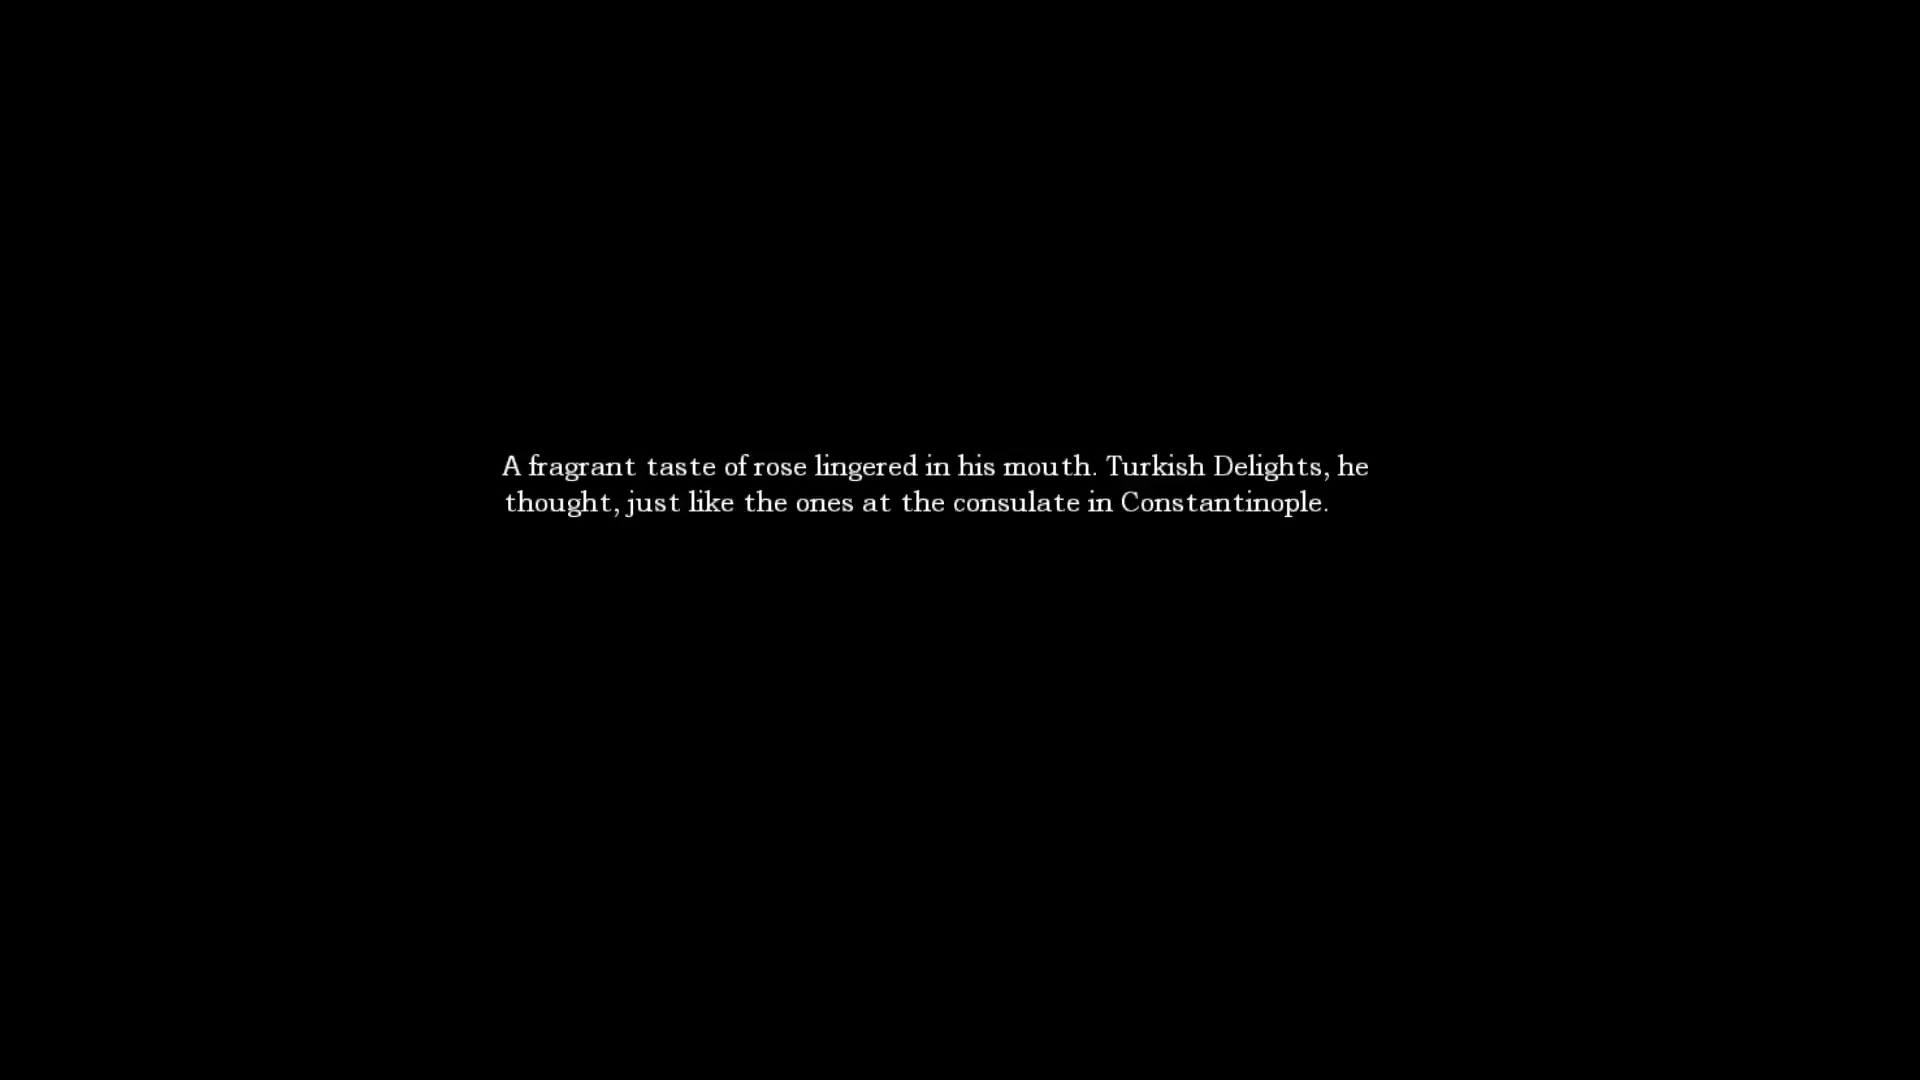 A fragrant taste of rose lingered in his mouth. Turkish Delights, he
thought, just like the ones at the consulate in Constantinople.